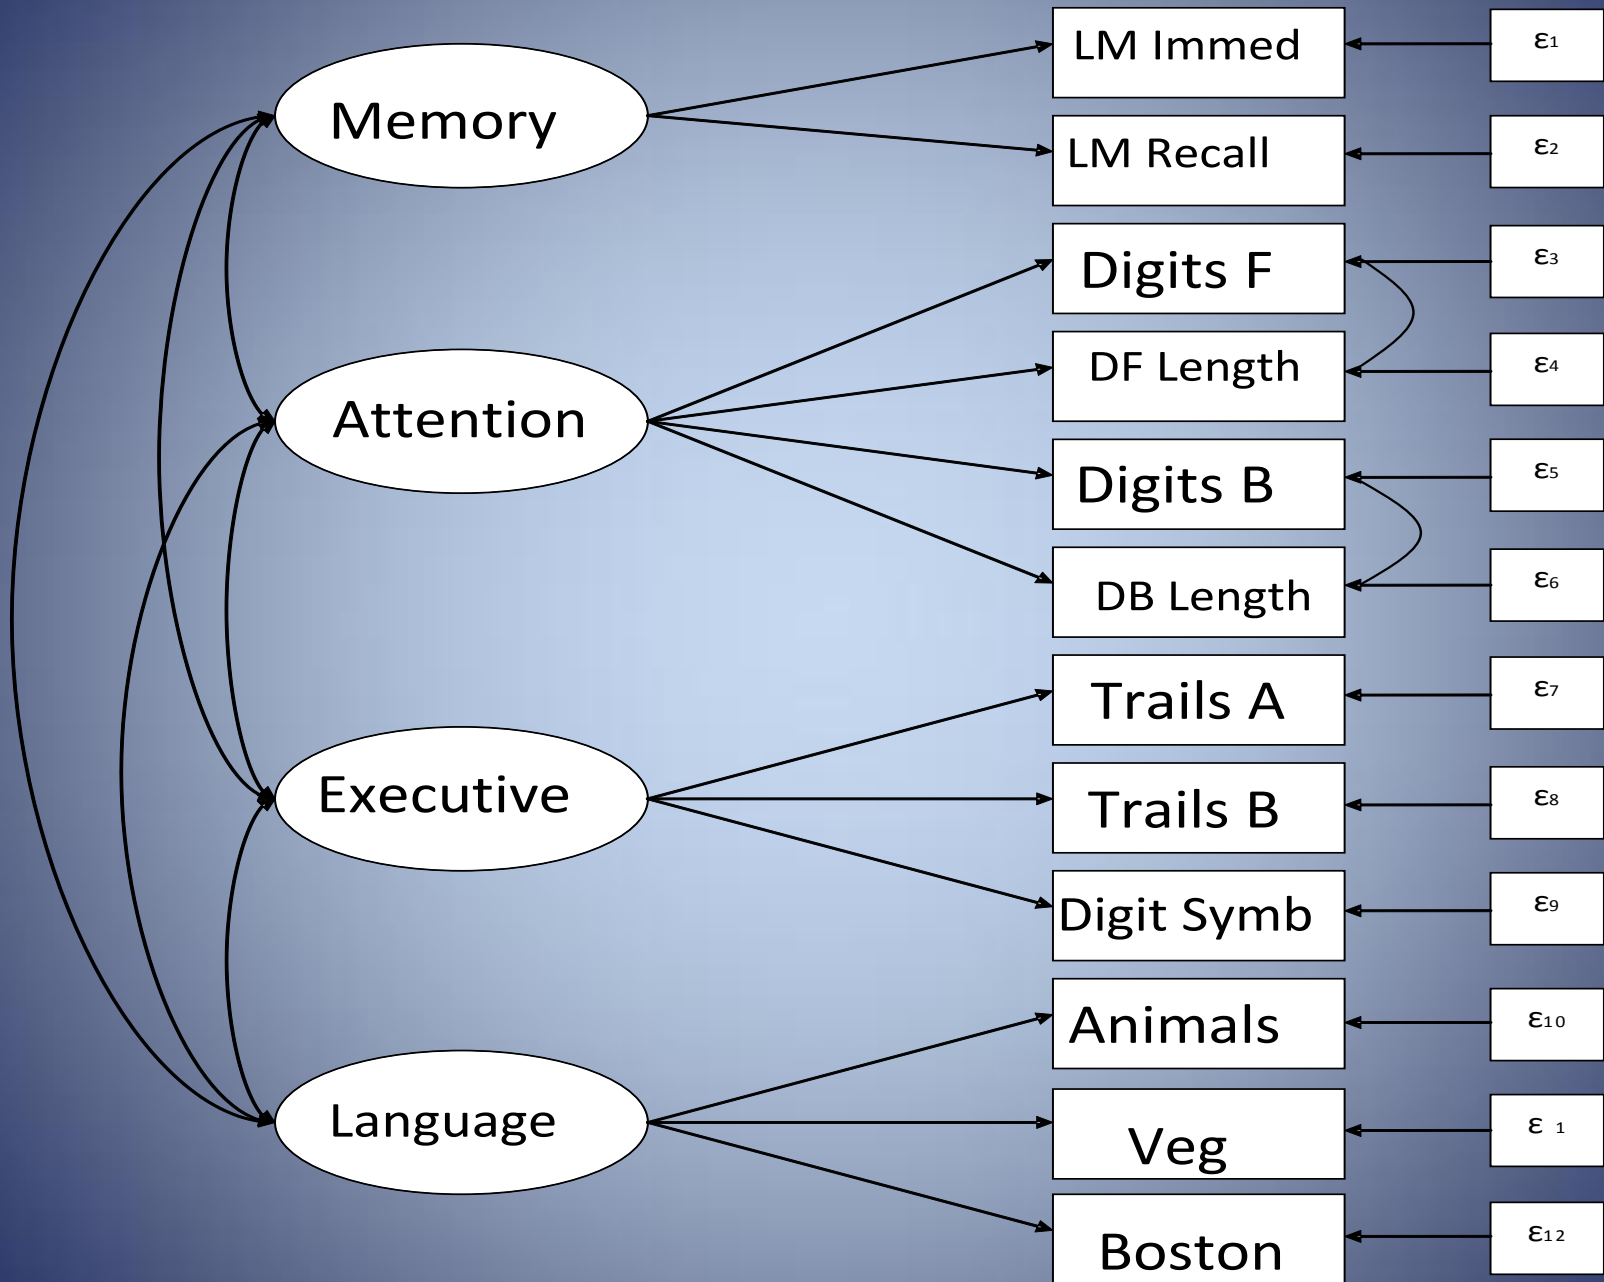 LM Immed
ε1
Memory
LM Recall
ε2
Digits F
ε3
DF Length
ε4
Attention
Digits B
ε5
DB Length
ε6
Trails A
ε7
Executive
Trails B
ε8
Digit Symb
ε9
Animals
ε10
Language
Veg
ε 1
Boston
ε12